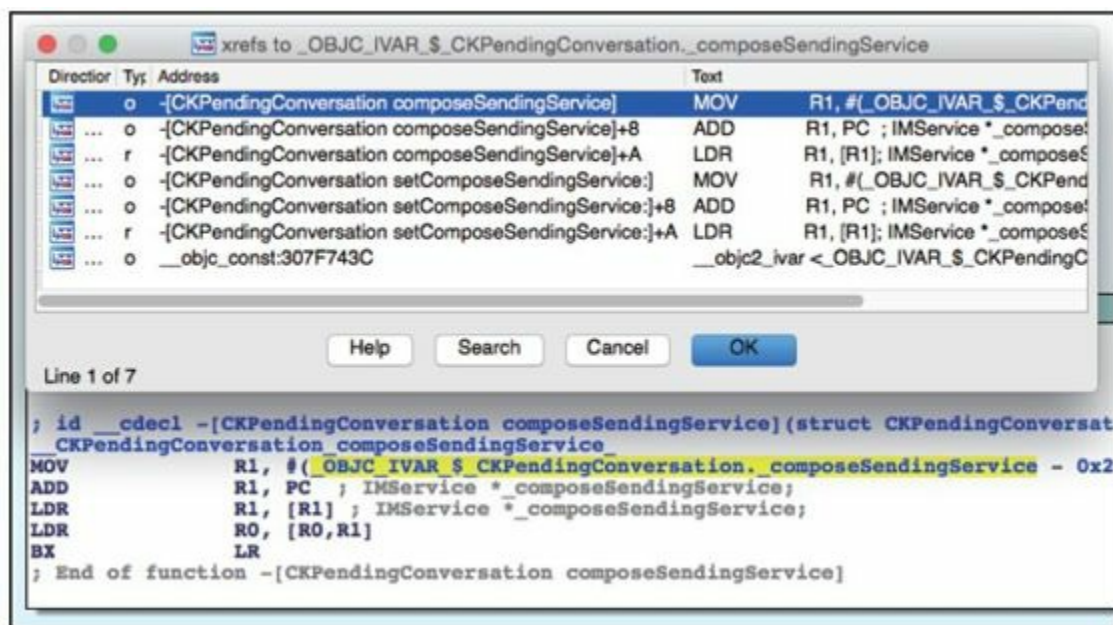 xrefs to _OBJC_IVAR_$_CKPendingConversation._composeSendingService
Direction Typ Address Text
o -[CKPendingConversation composeSendingService] MOV R1, #(_OBJC_IVAR_$_CKPend
... o -[CKPendingConversation composeSendingService]+8 ADD R1, PC ; IMService *_compose
... r -[CKPendingConversation composeSendingService]+A LDR R1, [R1]; IMService *_compose
... o -[CKPendingConversation setComposeSendingService:] MOV R1, #(_OBJC_IVAR_$_CKPend
... o -[CKPendingConversation setComposeSendingService:]+8 ADD R1, PC ; IMService *_compose
... r -[CKPendingConversation setComposeSendingService:]+A LDR R1, [R1]; IMService *_compose
... o __objc_const:307F743C __objc2_ivar <_OBJC_IVAR_$_CKPendingC
Help Search Cancel OK
Line 1 of 7
; id __cdecl -[CKPendingConversation composeSendingService](struct CKPendingConversat
__CKPendingConversation_composeSendingService_
MOV R1, #(_OBJC_IVAR_$_CKPendingConversation._composeSendingService - 0x2
ADD R1, PC ; IMService *_composeSendingService;
LDR R1, [R1] ; IMService *_composeSendingService;
LDR R0, [R0,R1]
BX LR
; End of function -[CKPendingConversation composeSendingService]